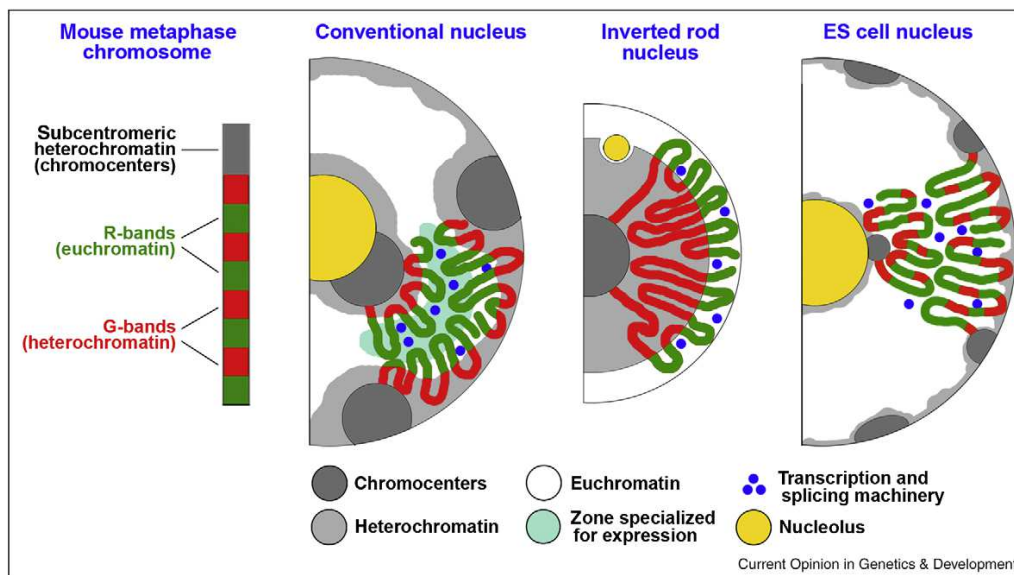 Mouse metaphase
chromosome
Conventional nucleus
Inverted rod
nucleus
ES cell nucleus
Subcentromeric
heterochromatin
(chromocenters)
R-bands
(euchromatin)
G-bands
(heterochromatin)
Chromocenters
Euchromatin
Transcription and
splicing machinery
Heterochromatin
Zone specialized
for expression
Nucleolus
Current Opinion in Genetics & Development